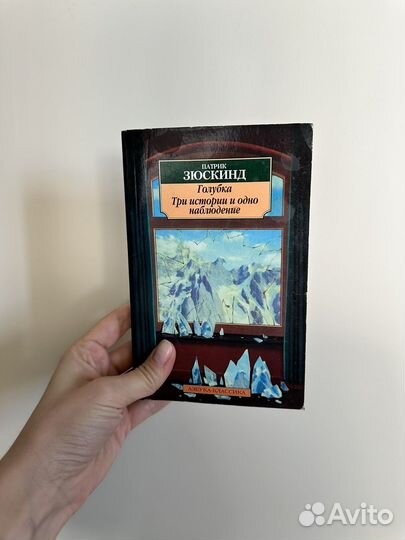 ПАТРИК
ЗЮСКИНД
Голубка
Три истории и одно
наблюдение
АЗБУКА-КЛАССИКА
Avito